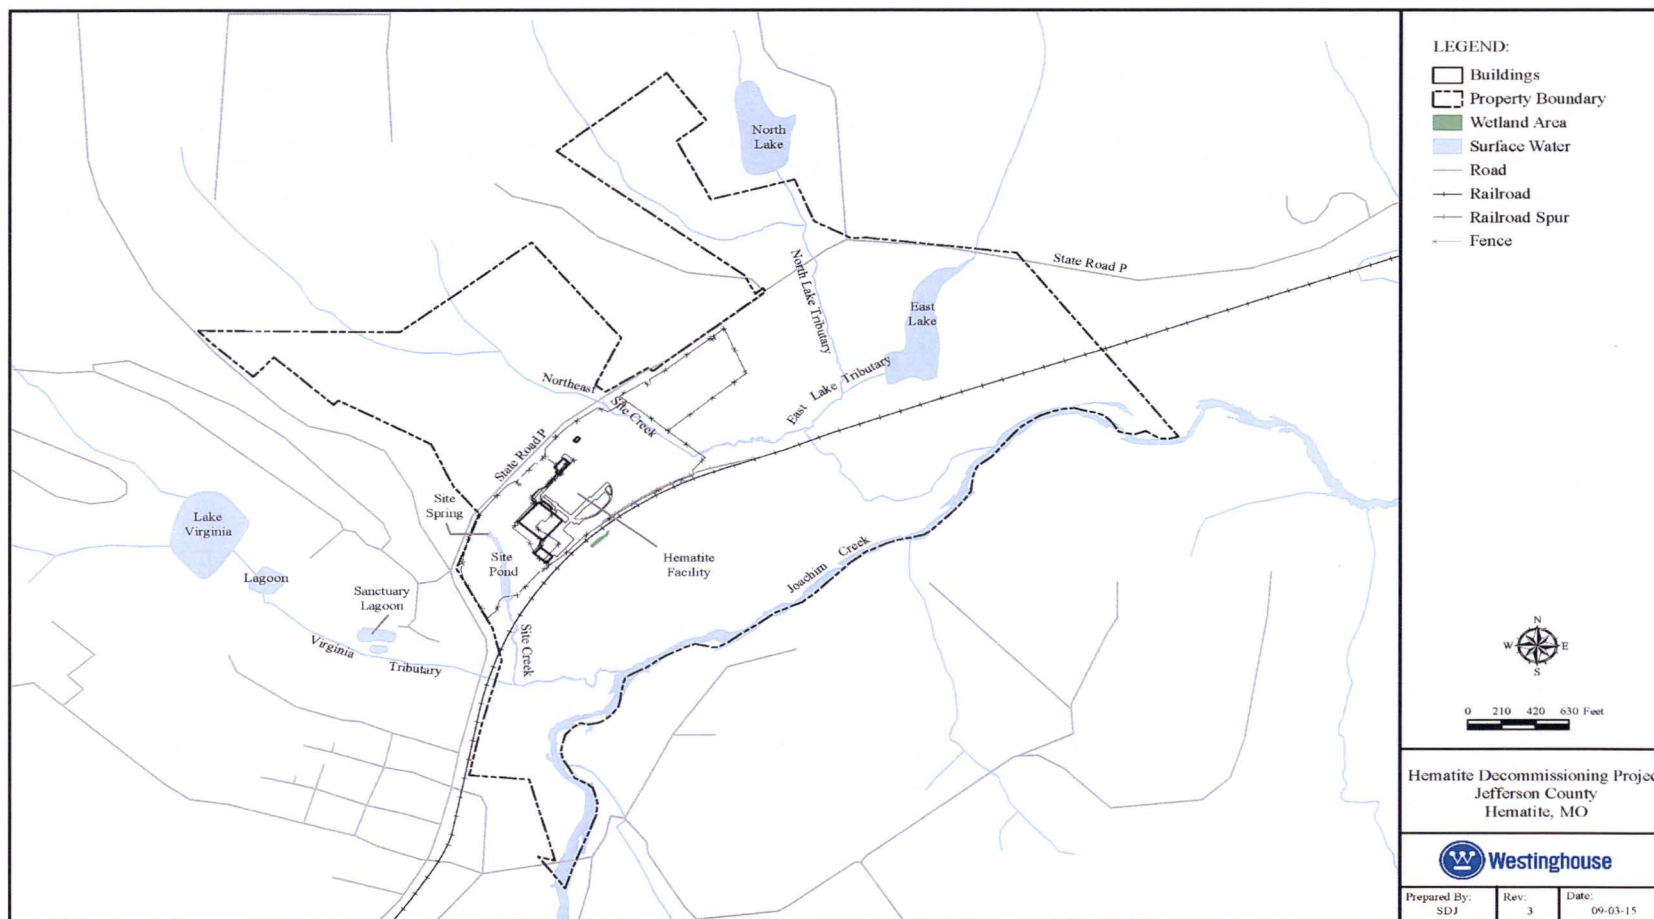 North
Lake
North Lake Tributary
State Road P
East
Lake
East Lake Tributary
Northeast
Site Creek
State Road P
Site
Spring
Site
Pond
Hematite
Facility
Joachim Creek
Lake
Virginia
Lagoon
Sanctuary
Lagoon
Virginia Tributary
Site Creek
LEGEND:
Buildings
Property Boundary
Wetland Area
Surface Water
Road
Railroad
Railroad Spur
Fence
N
W E
S
0 210 420 630 Feet
Hematite Decommissioning Projec
Jefferson County
Hematite, MO
W Westinghouse
Prepared By: Rev: Date:
SDJ 3 09-03-15